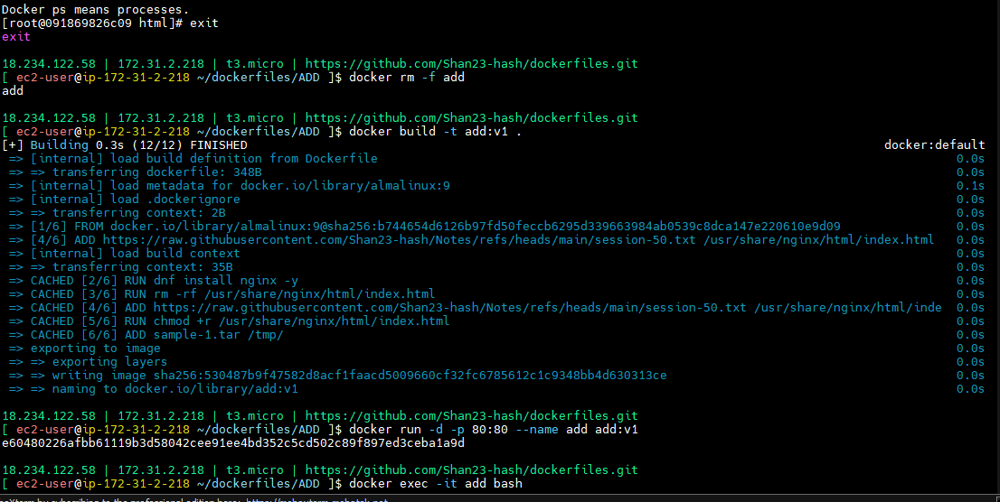 Docker ps means processes.
[root@091869826c09 html]# exit
exit
18.234.122.58 | 172.31.2.218 | t3.micro | https://github.com/Shan23-hash/dockerfiles.git
[ ec2-user@ip-172-31-2-218 ~/dockerfiles/ADD ]$ docker rm -f add
add
18.234.122.58 | 172.31.2.218 | t3.micro | https://github.com/Shan23-hash/dockerfiles.git
[ ec2-user@ip-172-31-2-218 ~/dockerfiles/ADD ]$ docker build -t add:v1 .
[+] Building 0.3s (12/12) FINISHED docker:default
=> [internal] load build definition from Dockerfile 0.0s
=> => transferring dockerfile: 348B 0.0s
=> [internal] load metadata for docker.io/library/almalinux:9 0.1s
=> [internal] load .dockerignore 0.0s
=> => transferring context: 2B 0.0s
=> [1/6] FROM docker.io/library/almalinux:9@sha256:b744654d6126b97fd50feccb6295d339663984ab0539c8dca147e220610e9d09 0.0s
=> [4/6] ADD https://raw.githubusercontent.com/Shan23-hash/Notes/refs/heads/main/session-50.txt /usr/share/nginx/html/index.html 0.0s
=> [internal] load build context 0.0s
=> => transferring context: 35B 0.0s
=> CACHED [2/6] RUN dnf install nginx -y 0.0s
=> CACHED [3/6] RUN rm -rf /usr/share/nginx/html/index.html 0.0s
=> CACHED [4/6] ADD https://raw.githubusercontent.com/Shan23-hash/Notes/refs/heads/main/session-50.txt /usr/share/nginx/html/inde 0.0s
=> CACHED [5/6] RUN chmod +r /usr/share/nginx/html/index.html 0.0s
=> CACHED [6/6] ADD sample-1.tar /tmp/ 0.0s
=> exporting to image 0.0s
=> => exporting layers 0.0s
=> => writing image sha256:530487b9f47582d8acf1faacd5009660cf32fc6785612c1c9348bb4d630313ce 0.0s
=> => naming to docker.io/library/add:v1 0.0s
18.234.122.58 | 172.31.2.218 | t3.micro | https://github.com/Shan23-hash/dockerfiles.git
[ ec2-user@ip-172-31-2-218 ~/dockerfiles/ADD ]$ docker run -d -p 80:80 --name add add:v1
e60480226afbb61119b3d58042cee91ee4bd352c5cd502c89f897ed3ceba1a9d
18.234.122.58 | 172.31.2.218 | t3.micro | https://github.com/Shan23-hash/dockerfiles.git
[ ec2-user@ip-172-31-2-218 ~/dockerfiles/ADD ]$ docker exec -it add bash